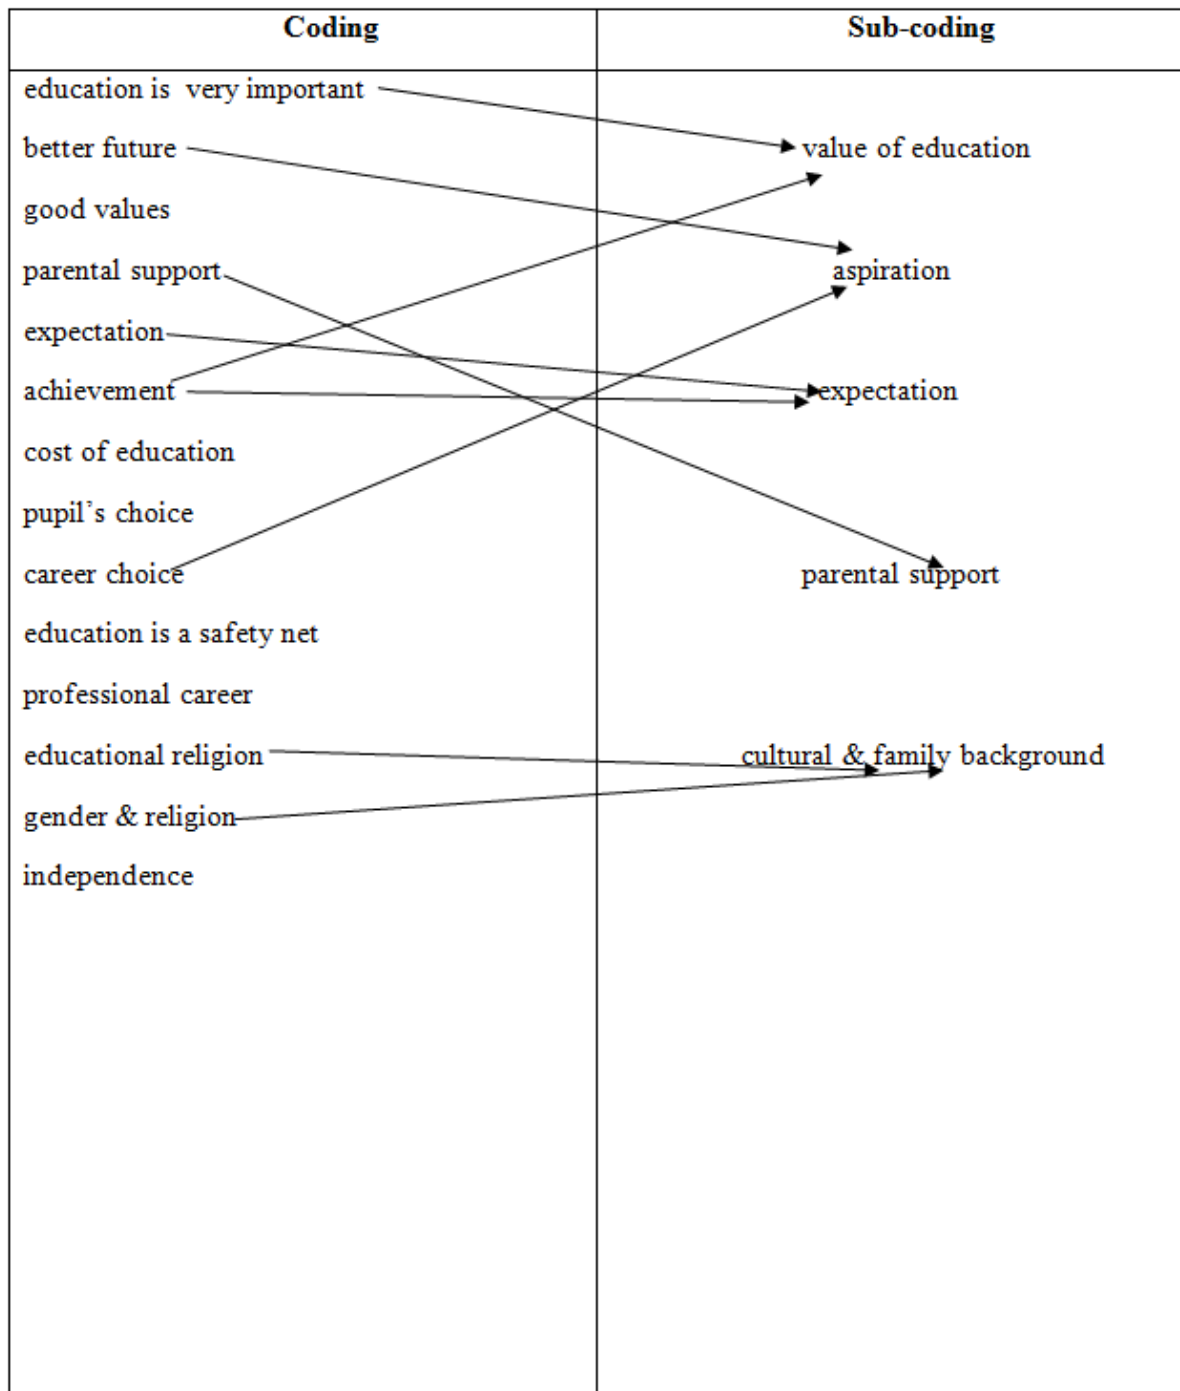 Coding Sub-coding
education is very important
better future value of education
good values
parental support aspiration
expectation
achievement expectation
cost of education
pupil’s choice
career choice parental support
education is a safety net
professional career
educational religion cultural & family background
gender & religion
independence